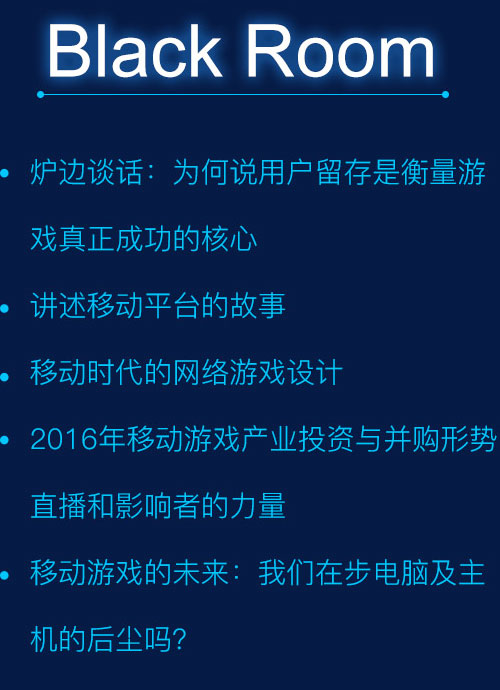 Black Room
炉边谈话：为何说用户留存是衡量游
戏真正成功的核心
讲述移动平台的故事
移动时代的网络游戏设计
2016年移动游戏产业投资与并购形势
直播和影响者的力量
移动游戏的未来：我们在步电脑及主
机的后尘吗?